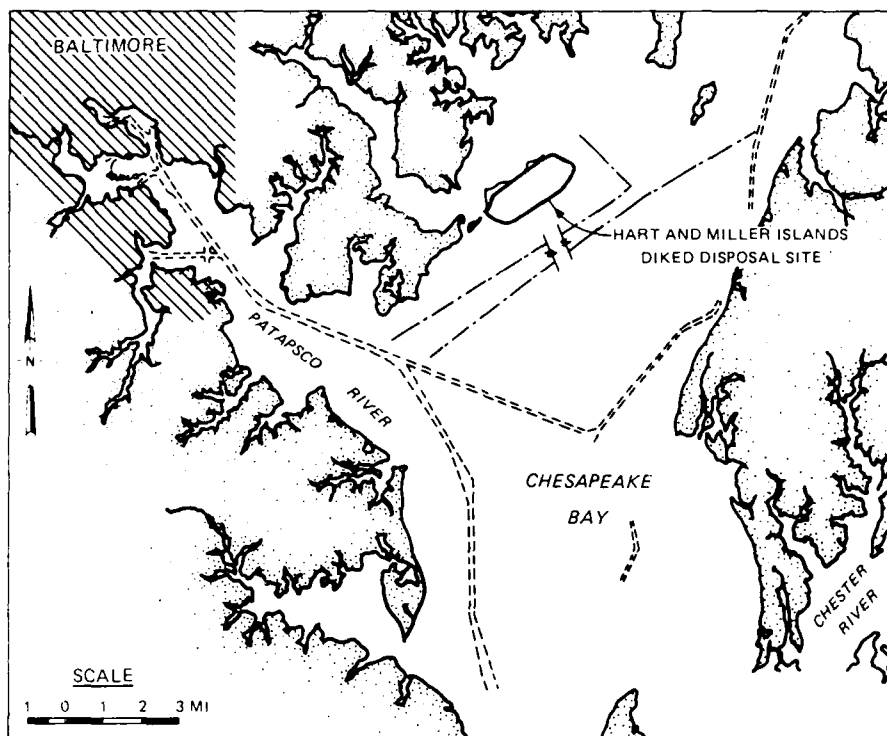 BALTIMORE
HART AND MILLER ISLANDS
DIKED DISPOSAL SITE
N
PATAPSCO
RIVER
CHESAPEAKE
BAY
CHESTER
RIVER
SCALE
1 0 1 2 3 MI